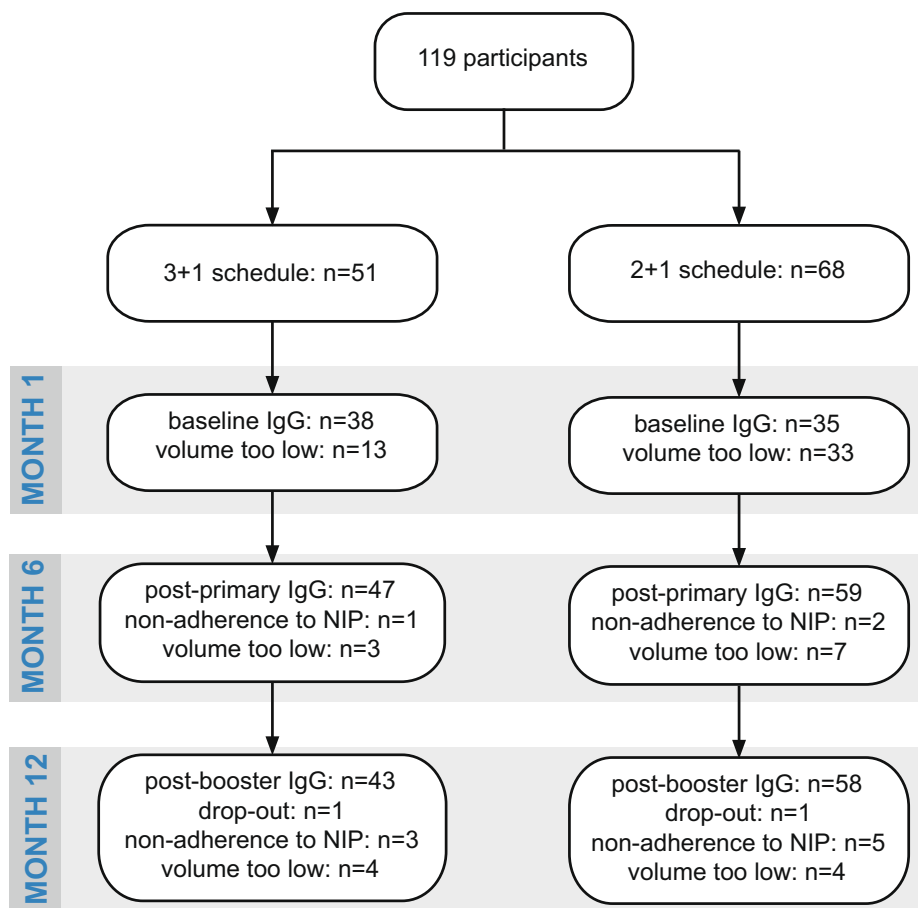 119 participants
3+1 schedule: n=51
2+1 schedule: n=68
MONTH 1
baseline IgG: n=38
volume too low: n=13
baseline IgG: n=35
volume too low: n=33
MONTH 6
post-primary IgG: n=47
non-adherence to NIP: n=1
volume too low: n=3
post-primary IgG: n=59
non-adherence to NIP: n=2
volume too low: n=7
MONTH 12
post-booster IgG: n=43
drop-out: n=1
non-adherence to NIP: n=3
volume too low: n=4
post-booster IgG: n=58
drop-out: n=1
non-adherence to NIP: n=5
volume too low: n=4